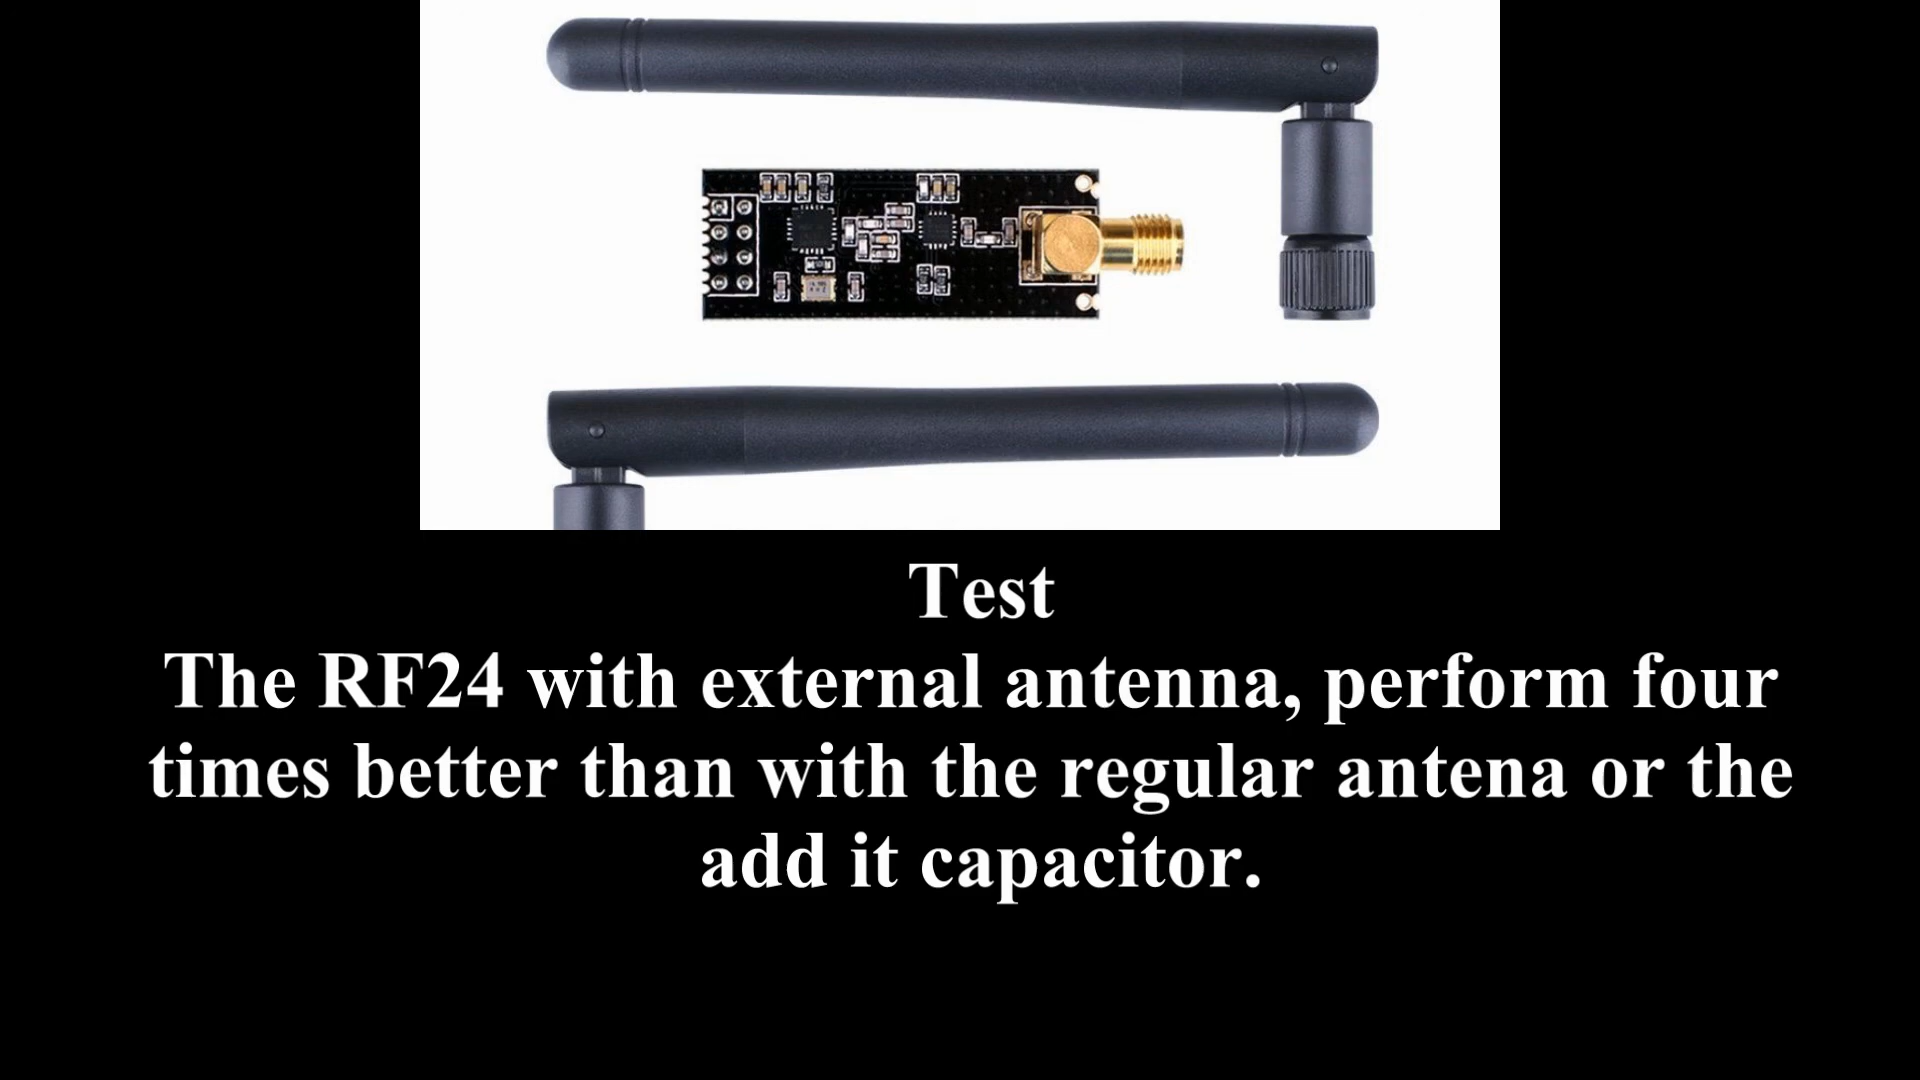 Test
The RF24 with external antenna, perform four
times better than with the regular antena or the
add it capacitor.